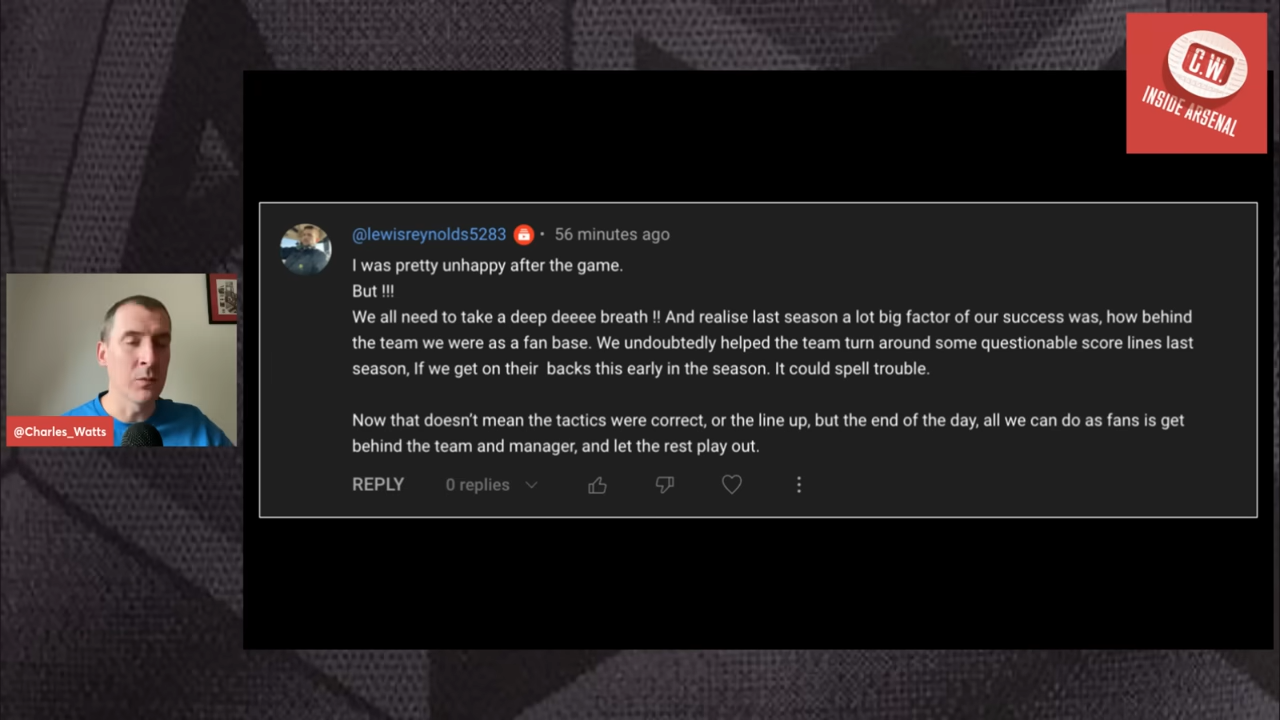 C.W.
INSIDE ARSENAL
@lewisreynolds5283 • 56 minutes ago
I was pretty unhappy after the game.
But !!!
We all need to take a deep deeee breath !! And realise last season a lot big factor of our success was, how behind
the team we were as a fan base. We undoubtedly helped the team turn around some questionable score lines last
season, If we get on their  backs this early in the season. It could spell trouble.
Now that doesn't mean the tactics were correct, or the line up, but the end of the day, all we can do as fans is get
behind the team and manager, and let the rest play out.
REPLY 0 replies
@Charles_Watts